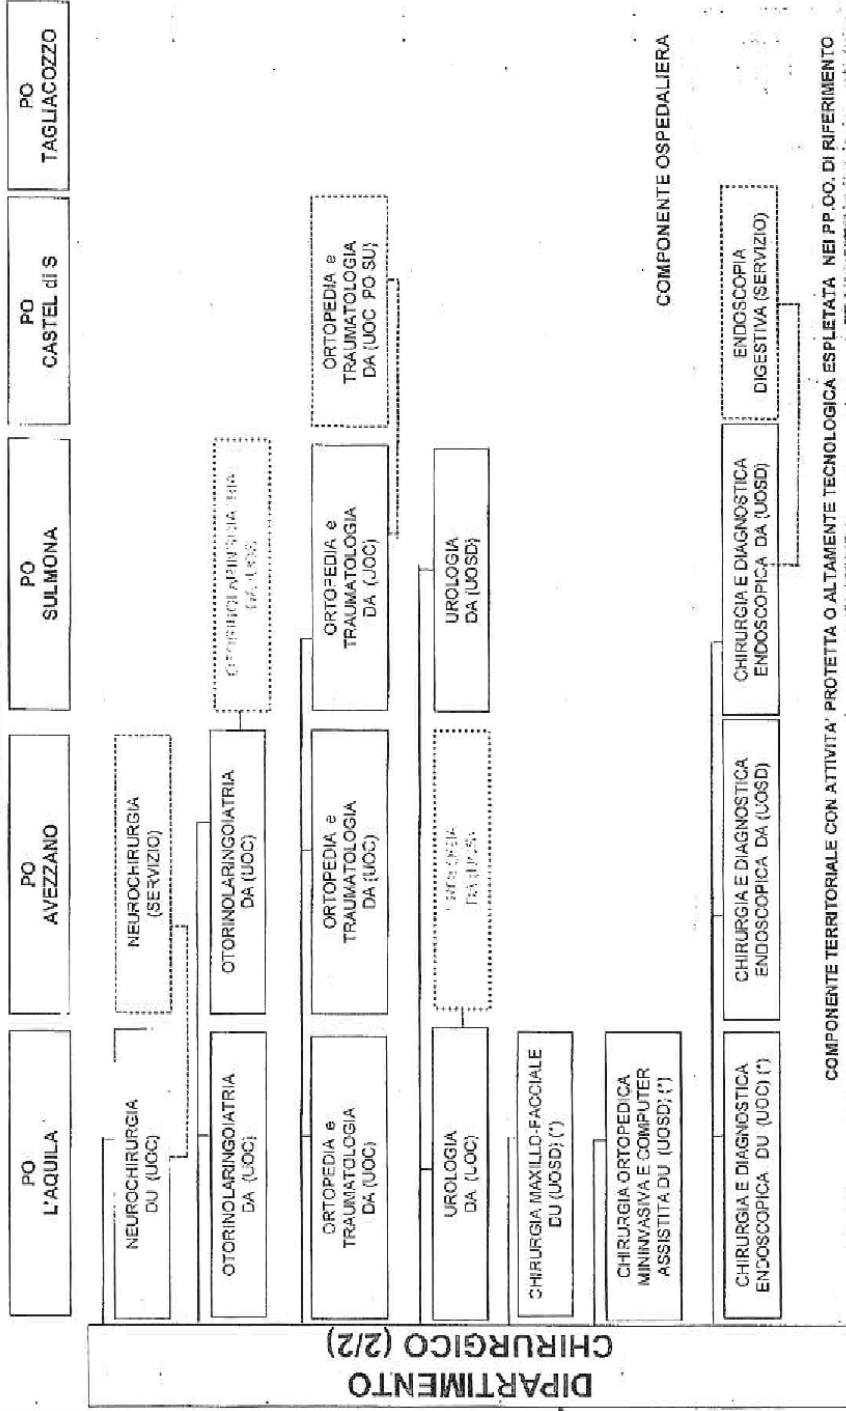 DIPARTIMENTO
CHIRURGICO (2/2)
PO
L'AQUILA
PO
AVEZZANO
PO
SULMONA
PO
CASTEL di S
PO
TAGLIACOZZO
NEUROCHIRURGIA
DU (UOC)
NEUROCHIRURGIA
(SERVIZIO)
OTORINOLARINGOIATRIA
DA (UOC)
OTORINOLARINGOIATRIA
DA (UOC)
ORTOPEDIA e
TRAUMATOLOGIA
DA (UOC)
ORTOPEDIA e
TRAUMATOLOGIA
DA (UOC)
ORTOPEDIA e
TRAUMATOLOGIA
DA (UOC)
ORTOPEDIA e
TRAUMATOLOGIA
DA (UOC PO SU)
UROLOGIA
DA (UOC)
UROLOGIA
DA (UOSD)
CHIRURGIA MAXILLO-FACCIALE
DU (UOSD) (*)
CHIRURGIA ORTOPEDICA
MININVASIVA E COMPUTER
ASSISTITA DU (UOSD) (*)
COMPONENTE OSPEDALIERA
CHIRURGIA E DIAGNOSTICA
ENDOSCOPICA DU (UOC) (*)
CHIRURGIA E DIAGNOSTICA
ENDOSCOPICA DA (UOSD)
CHIRURGIA E DIAGNOSTICA
ENDOSCOPICA DA (UOSD)
ENDOSCOPIA
DIGESTIVA (SERVIZIO)
COMPONENTE TERRITORIALE CON ATTIVITA' PROTETTA O ALTAMENTE TECNOLOGICA ESPLETATA NEI PP.OO. DI RIFERIMENTO